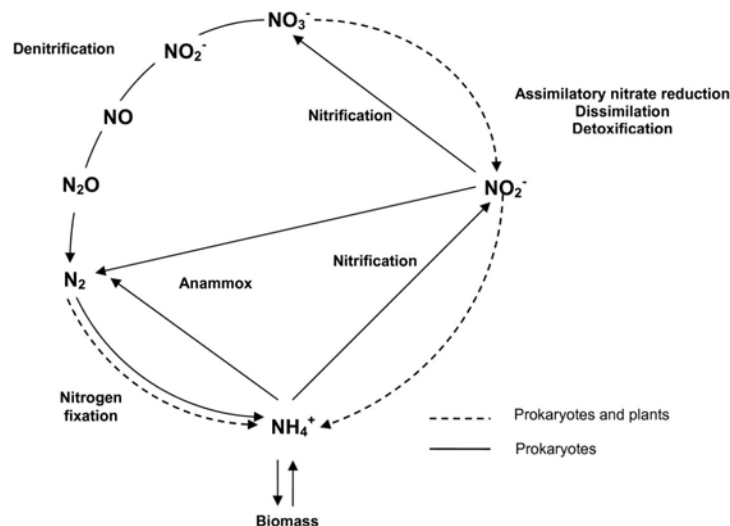 NO₃⁻
Denitrification
NO₂⁻
Assimilatory nitrate reduction
Dissimilation
Detoxification
NO
Nitrification
N₂O
NO₂⁻
N₂
Anammox
Nitrification
Nitrogen
fixation
NH₄⁺
Prokaryotes and plants
Prokaryotes
Biomass